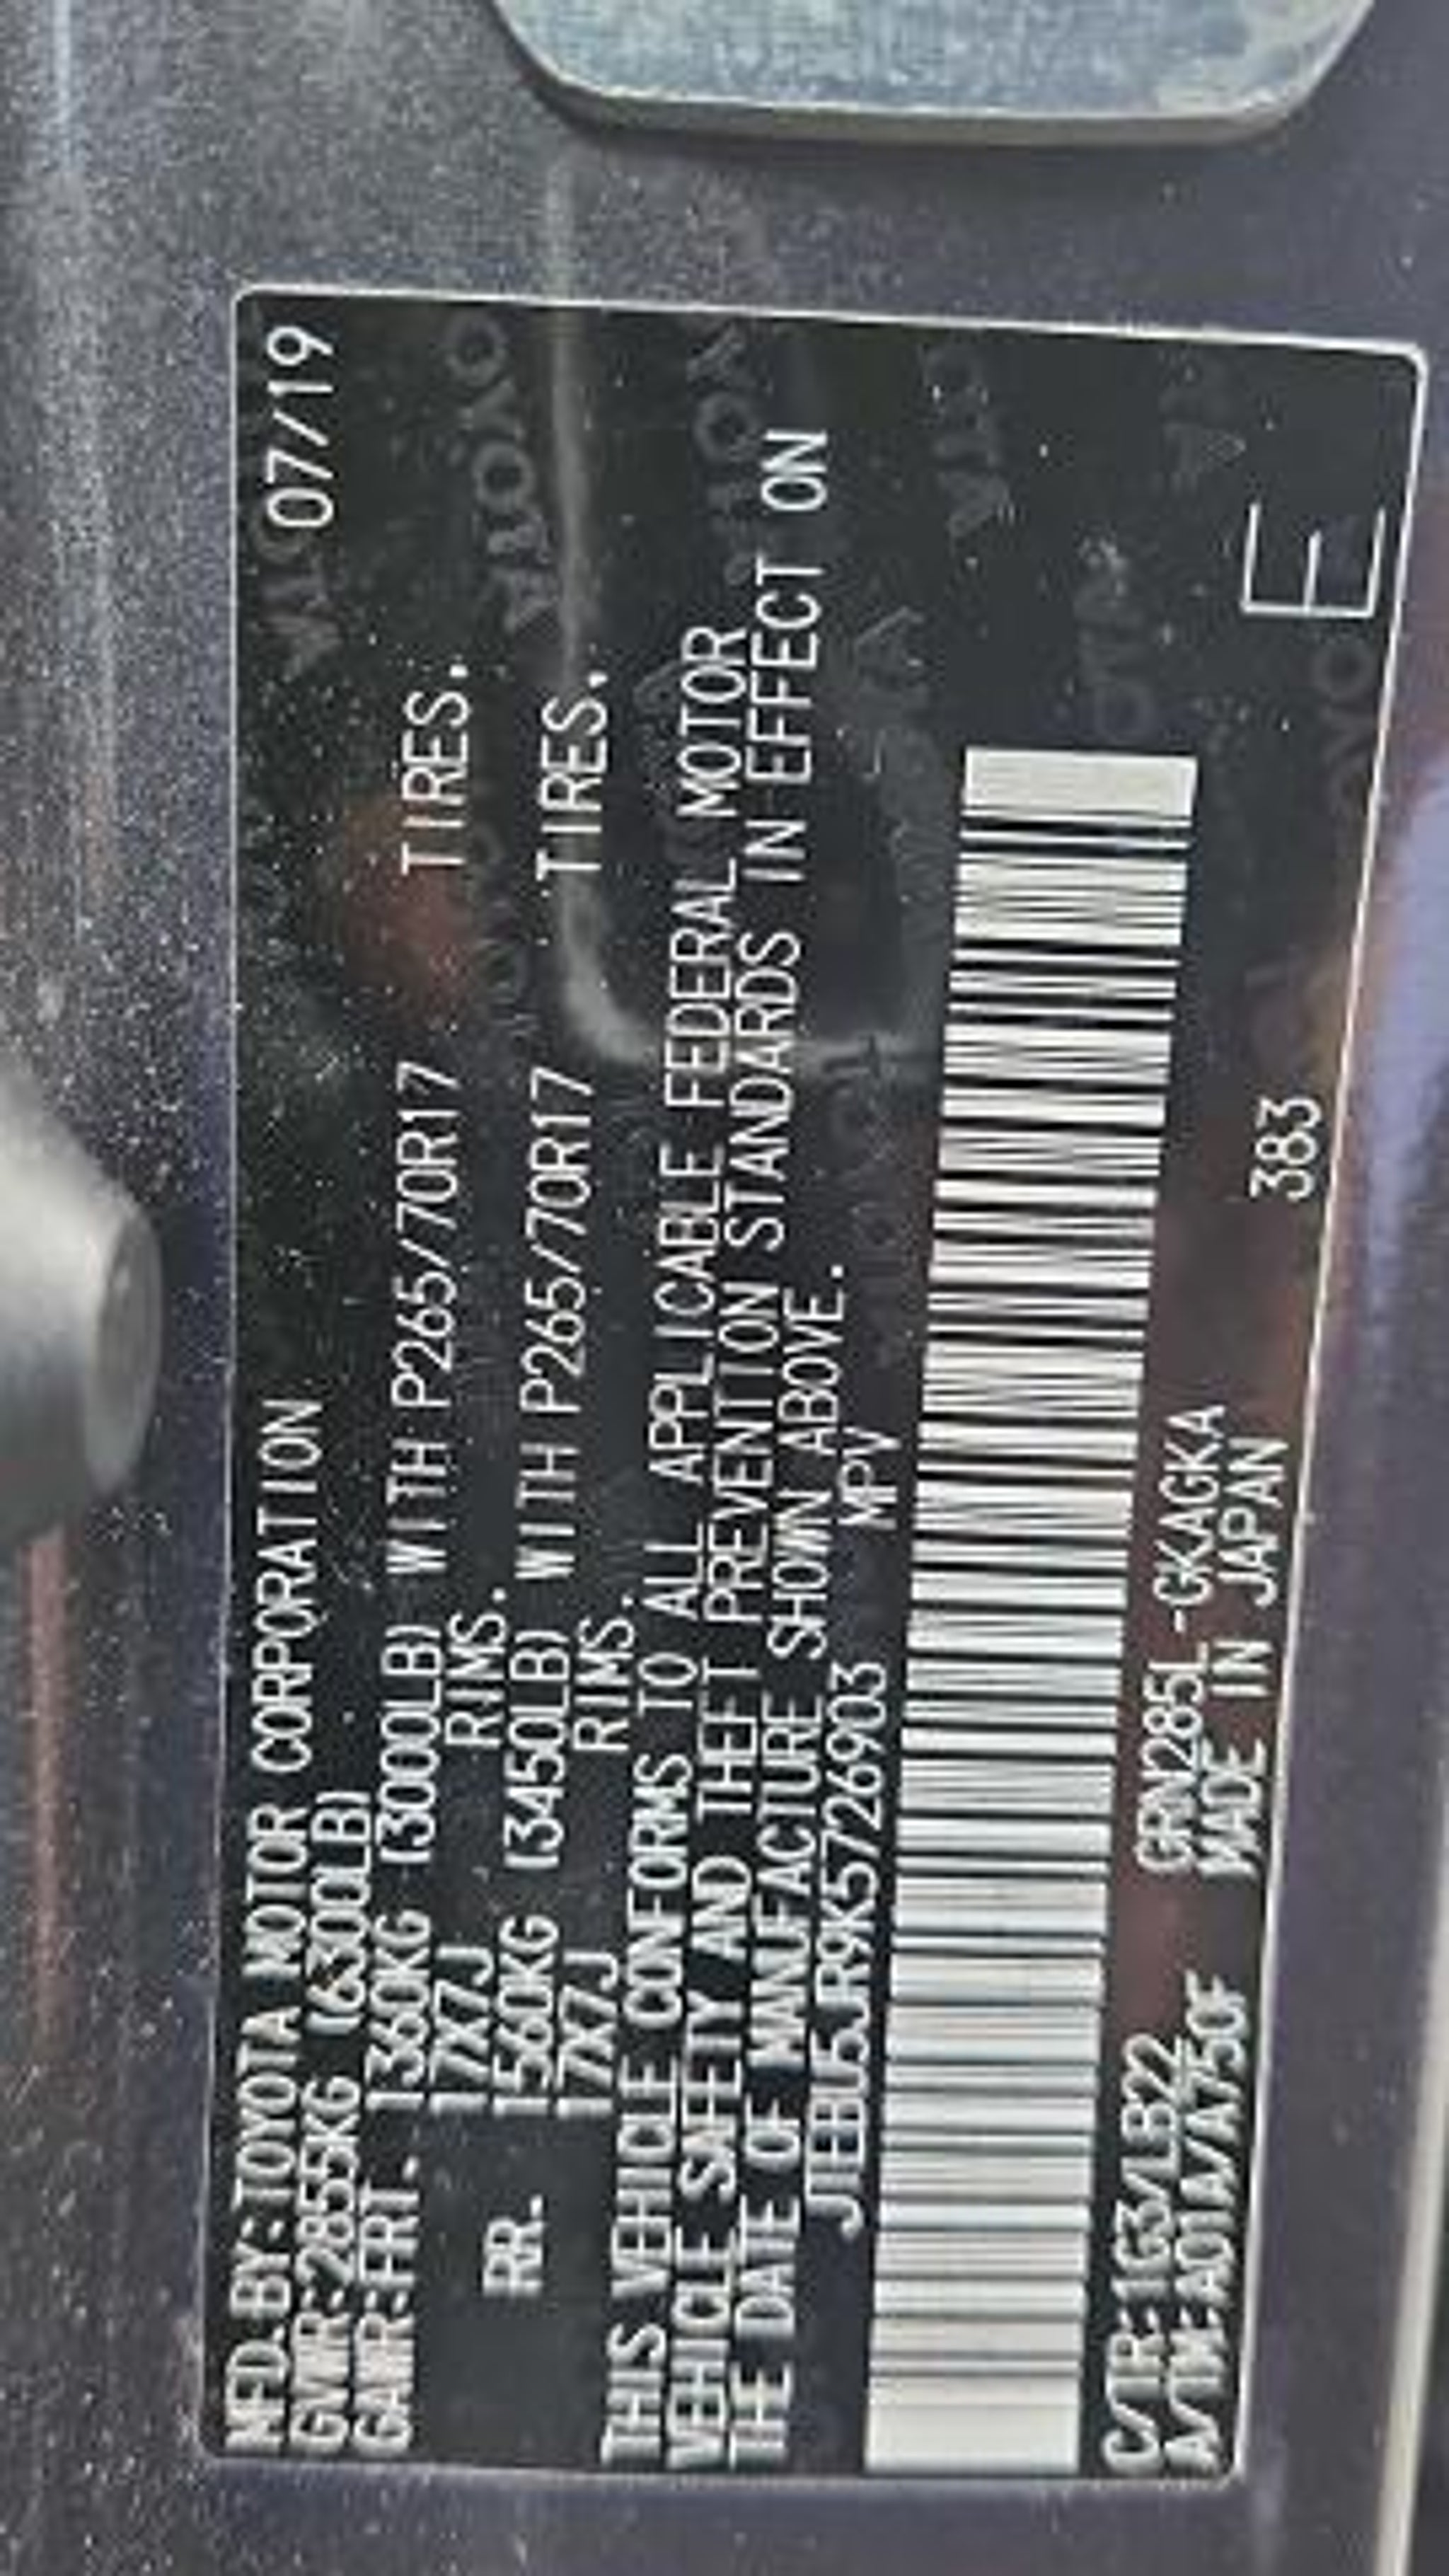 MFD.BY:TOYOTA MOTOR CORPORATION 07/19
GVWR:2855KG (6300LB)
GAWR:FRT. 1360KG (3000LB) WITH P265/70R17 TIRES.
17X7J RIMS.
RR. 1560KG (3450LB) WITH P265/70R17 TIRES.
17X7J RIMS.
THIS VEHICLE CONFORMS TO ALL APPLICABLE FEDERAL MOTOR
VEHICLE SAFETY AND THEFT PREVENTION STANDARDS IN EFFECT ON
THE DATE OF MANUFACTURE SHOWN ABOVE.
JTEBU5JR9K5726903 MPV
C/TR:1G3/LB22 GRN285L-GKAGKA 383
A/TM:A01A/A750F MADE IN JAPAN
E